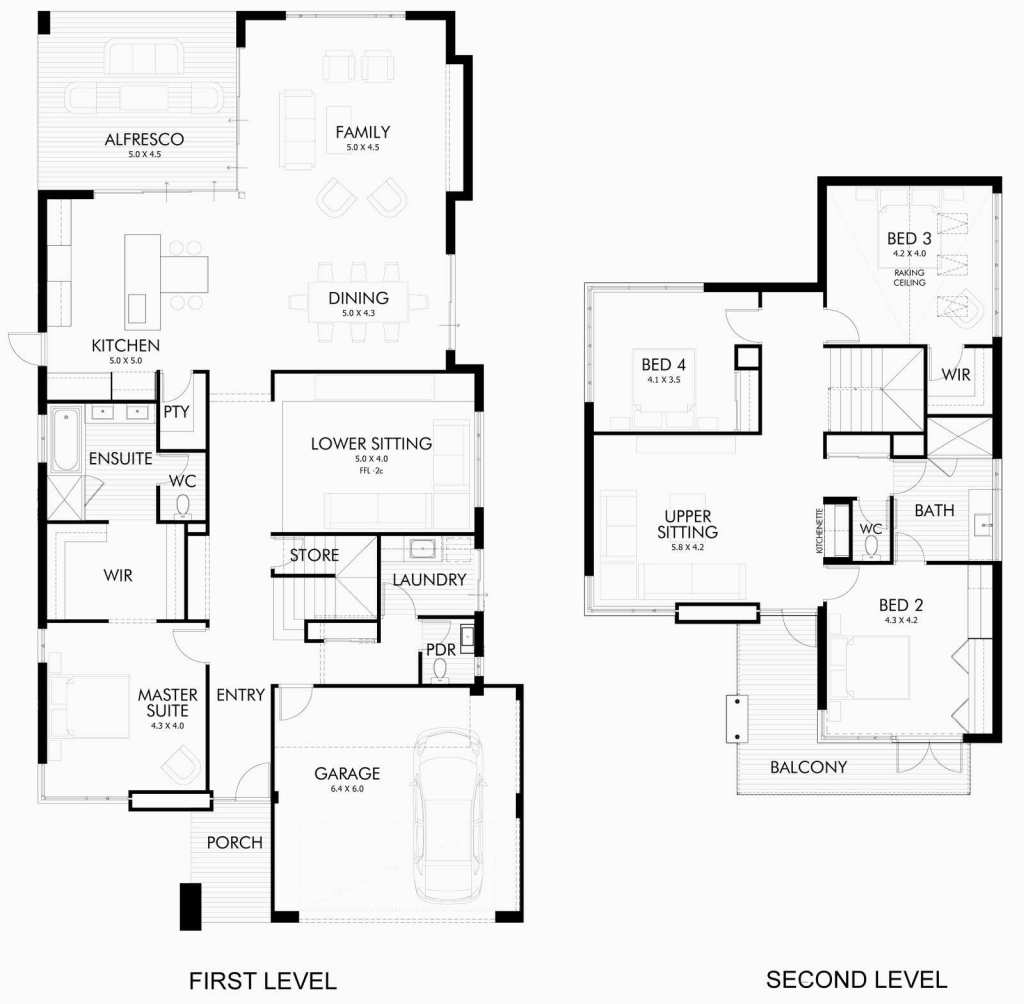 ALFRESCO
5.0 X 4.5
FAMILY
5.0 X 4.5
DINING
5.0 X 4.3
KITCHEN
5.0 X 5.0
PTY
ENSUITE
WC
LOWER SITTING
5.0 X 4.0
FFL -2c
WIR
STORE
LAUNDRY
PDR
MASTER
SUITE
4.3 X 4.0
ENTRY
GARAGE
6.4 X 6.0
PORCH
FIRST LEVEL
BED 3
4.2 X 4.0
RAKING
CEILING
BED 4
4.1 X 3.5
WIR
UPPER
SITTING
5.8 X 4.2
KITCHENETTE
WC
BATH
BED 2
4.3 X 4.2
BALCONY
SECOND LEVEL